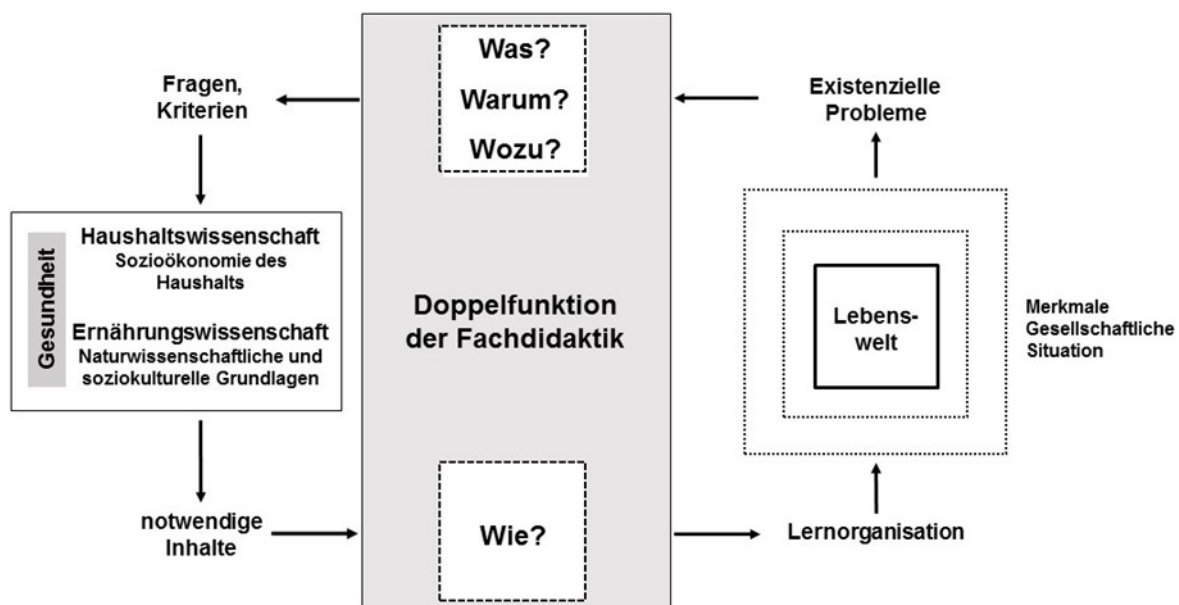 Was?
Warum?
Wozu?
Fragen,
Kriterien
Existenzielle
Probleme
Gesundheit
Haushaltswissenschaft
Sozioökonomie des
Haushalts
Ernährungswissenschaft
Naturwissenschaftliche und
soziokulturelle Grundlagen
Doppelfunktion
der Fachdidaktik
Lebens-
welt
Merkmale
Gesellschaftliche
Situation
notwendige
Inhalte
Wie?
Lernorganisation